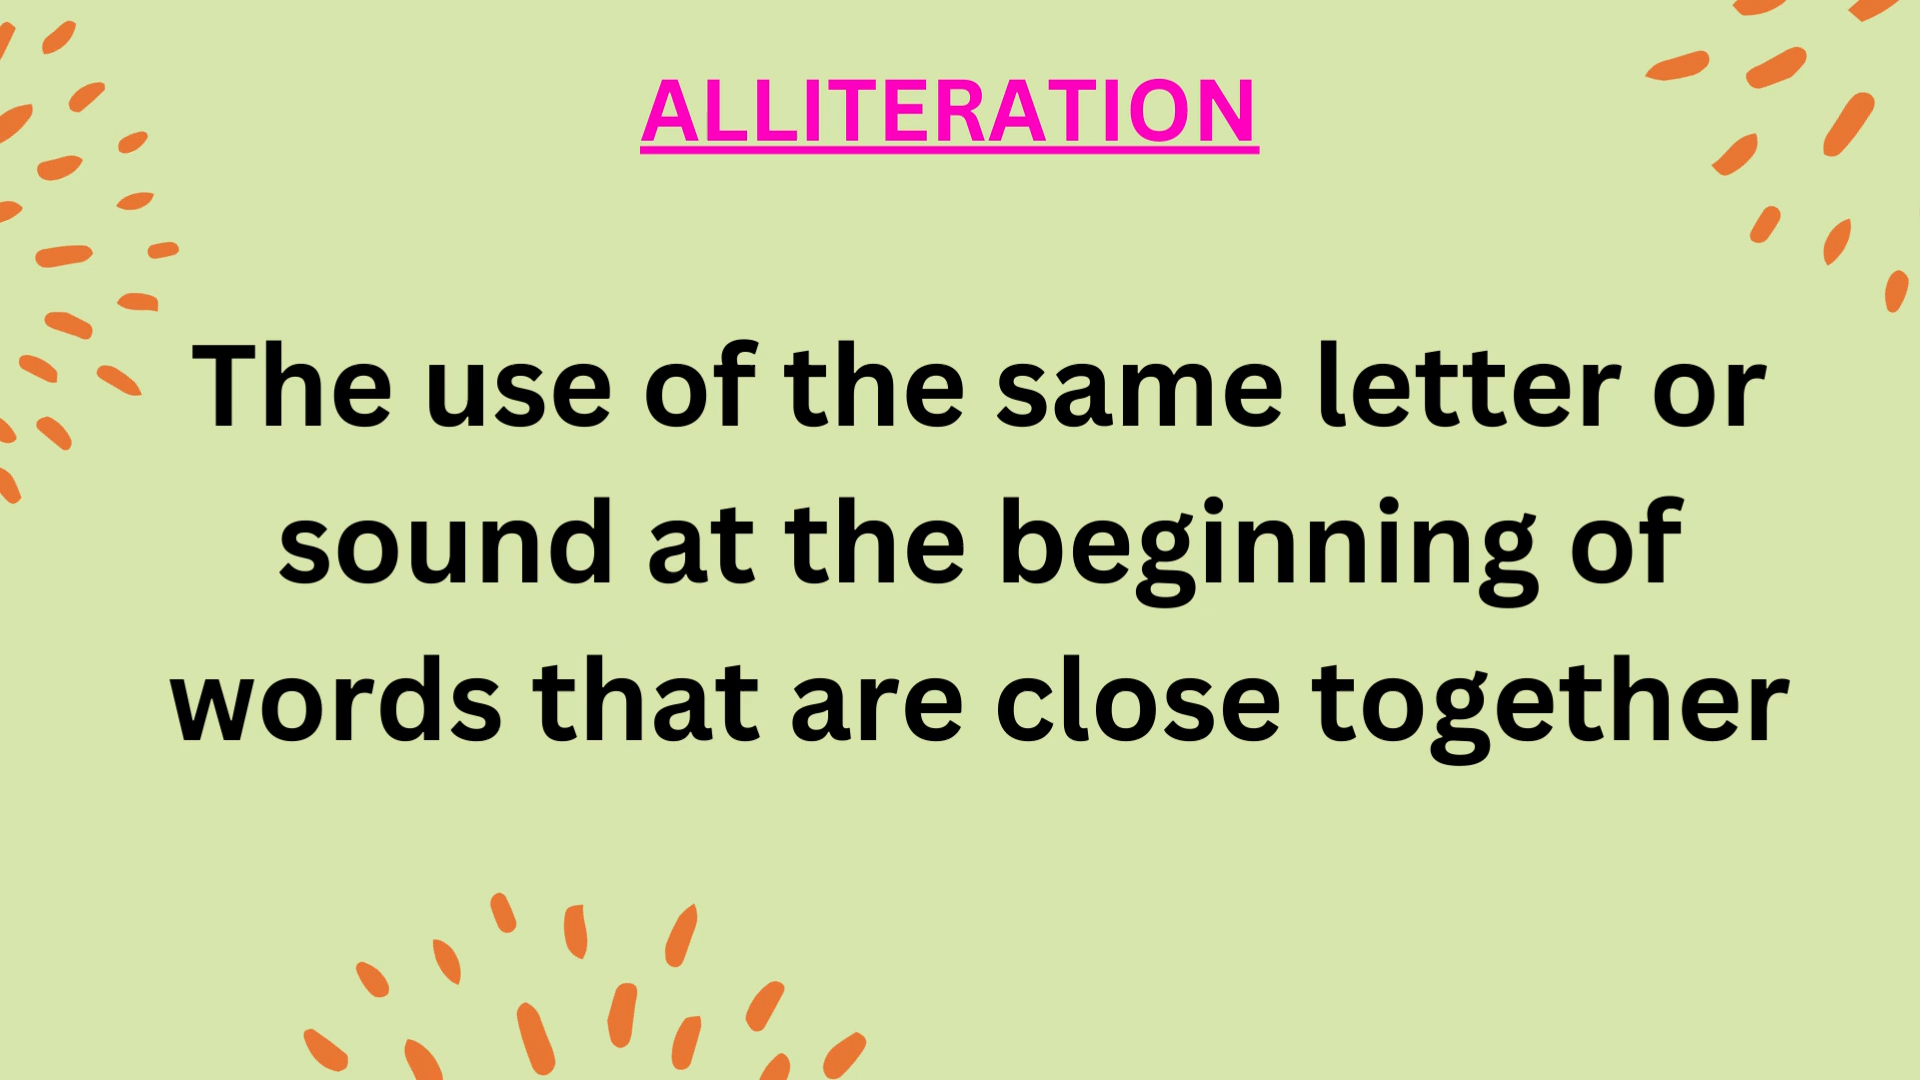 ALLITERATION
The use of the same letter or
sound at the beginning of
words that are close together